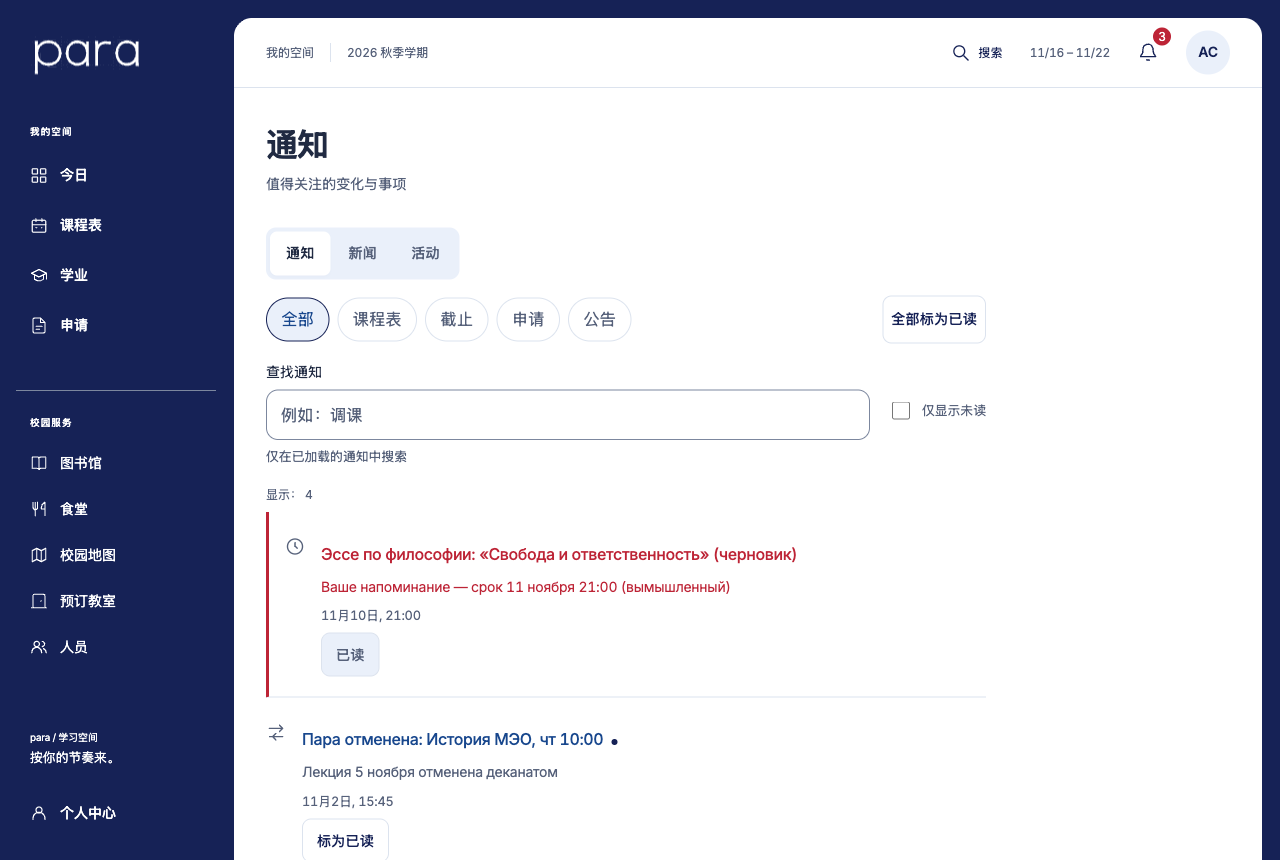 para
我的空间
今日
课程表
学业
申请
校园服务
图书馆
食堂
校园地图
预订教室
人员
para / 学习空间
按你的节奏来。
个人中心
我的空间
2026 秋季学期
搜索
11/16 – 11/22
3
AC
通知
值得关注的变化与事项
通知 新闻 活动
全部 课程表 截止 申请 公告
全部标为已读
查找通知
例如：调课
仅显示未读
仅在已加载的通知中搜索
显示： 4
Эссе по философии: «Свобода и ответственность» (черновик)
Ваше напоминание — срок 11 ноября 21:00 (вымышленный)
11月10日, 21:00
已读
Пара отменена: История МЭО, чт 10:00
Лекция 5 ноября отменена деканатом
11月2日, 15:45
标为已读